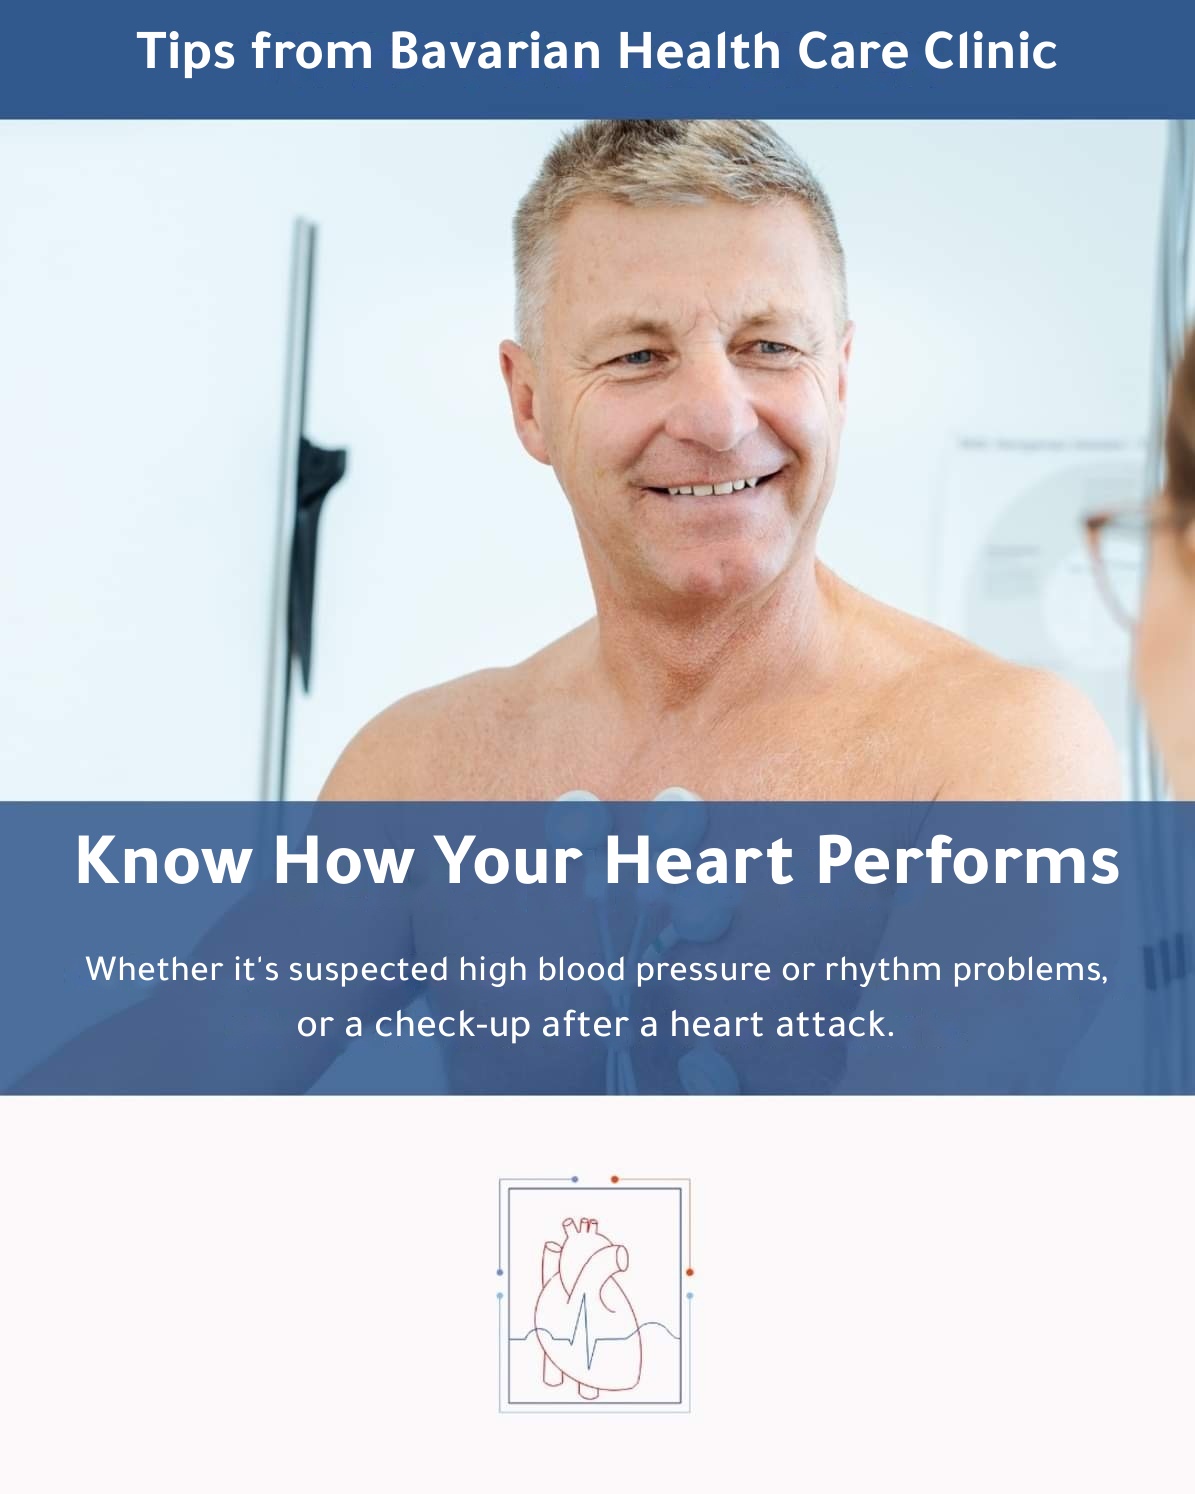 Tips from Bavarian Health Care Clinic
Know How Your Heart Performs
Whether it's suspected high blood pressure or rhythm problems,
or a check-up after a heart attack.